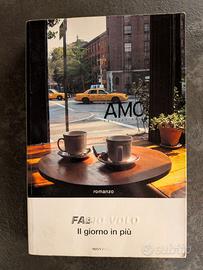 AMO
romanzo
FABIO VOLO
Il giorno in più
subito